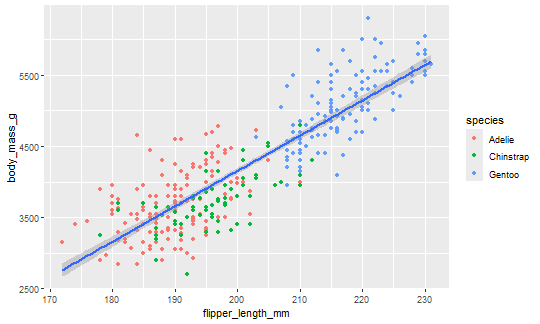 body_mass_g
5500
4500
3500
2500
170
180
190
200
210
220
230
flipper_length_mm
species
Adelie
Chinstrap
Gentoo